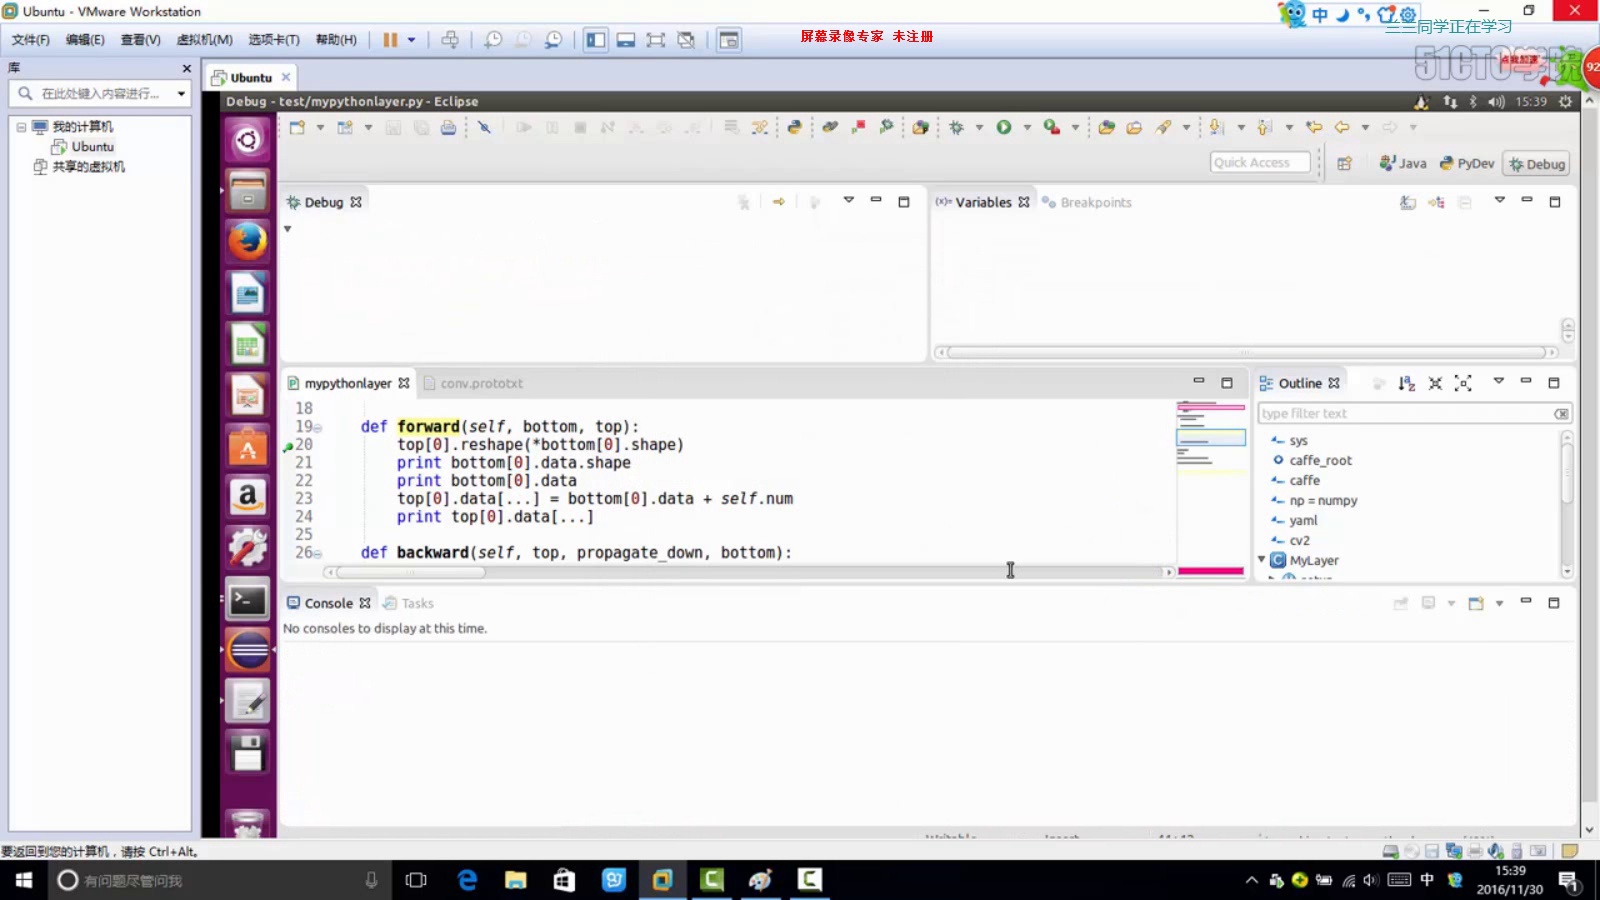 Ubuntu - VMware Workstation
中
兰兰同学正在学习
文件(F) 编辑(E) 查看(V) 虚拟机(M) 选项卡(T) 帮助(H)
屏幕录像专家 未注册
51CTO学院
点我加速
92
库
Ubuntu
在此处键入内容进行...
我的计算机
Ubuntu
共享的虚拟机
Debug - test/mypythonlayer.py - Eclipse
15:39
Quick Access
Java PyDev Debug
Debug
(x)= Variables Breakpoints
mypythonlayer conv.prototxt
18
19 def forward(self, bottom, top):
20 top[0].reshape(*bottom[0].shape)
21 print bottom[0].data.shape
22 print bottom[0].data
23 top[0].data[...] = bottom[0].data + self.num
24 print top[0].data[...]
25
26 def backward(self, top, propagate_down, bottom):
Outline
type filter text
sys
caffe_root
caffe
np = numpy
yaml
cv2
MyLayer
Console Tasks
No consoles to display at this time.
要返回到您的计算机，请按 Ctrl+Alt。
有问题尽管问我
中
15:39
2016/11/30
1